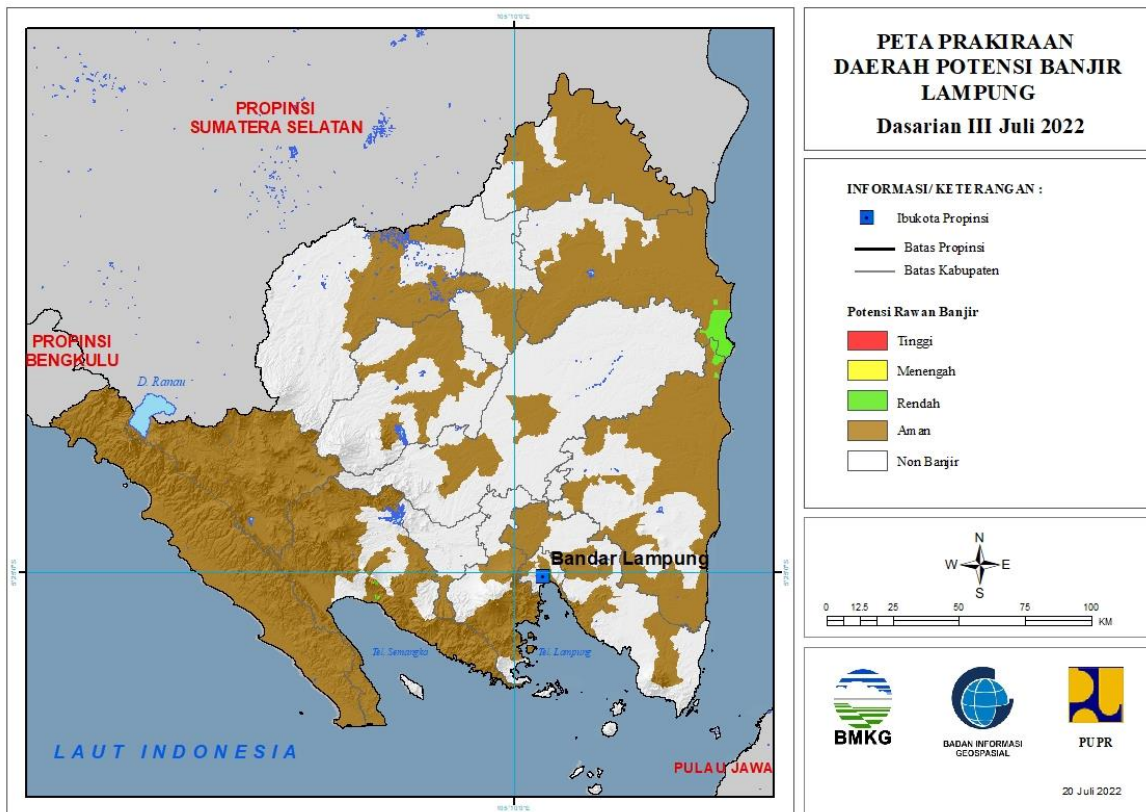 PROPINSI
SUMATERA SELATAN
PROPINSI
BENGKULU
D. Ranau
Bandar Lampung
Tel. Semangka
Tel. Lampung
LAUT INDONESIA
PULAU JAWA
PETA PRAKIRAAN
DAERAH POTENSI BANJIR
LAMPUNG
Dasarian III Juli 2022
INFORMASI/ KETERANGAN :
Ibukota Propinsi
Batas Propinsi
Batas Kabupaten
Potensi Rawan Banjir
Tinggi
Menengah
Rendah
Aman
Non Banjir
N
W E
S
0 12.5 25 50 75 100
KM
BMKG
BADAN INFORMASI
GEOSPASIAL
PUPR
20 Juli 2022